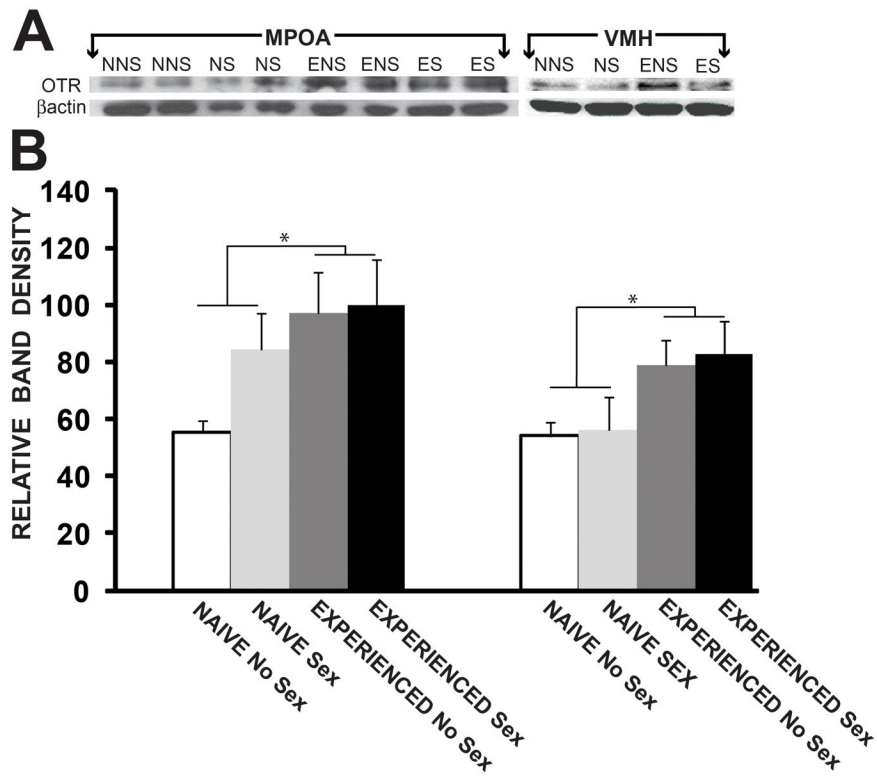 A
MPOA VMH
NNS NNS NS NS ENS ENS ES ES NNS NS ENS ES
OTR
βactin
B
RELATIVE BAND DENSITY
140
120
100
80
60
40
20
0
*
*
NAIVE No Sex
NAIVE Sex
EXPERIENCED No Sex
EXPERIENCED Sex
NAIVE No Sex
NAIVE SEX
EXPERIENCED No Sex
EXPERIENCED Sex